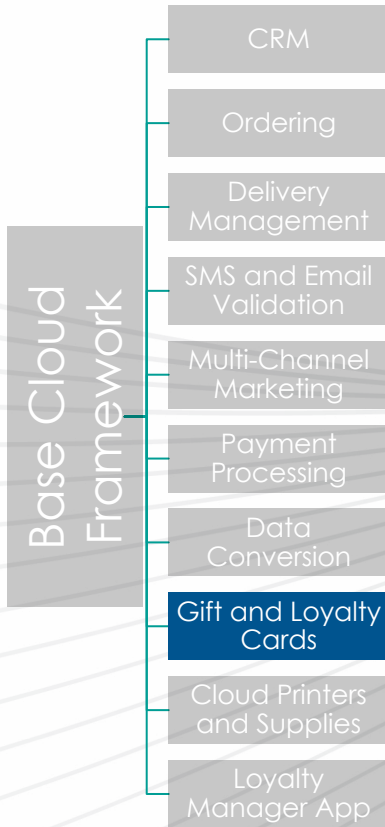 CRM
Ordering
Delivery
Management
SMS and Email
Validation
Multi-Channel
Marketing
Payment
Processing
Data
Conversion
Gift and Loyalty
Cards
Cloud Printers
and Supplies
Loyalty
Manager App
Base Cloud
Framework